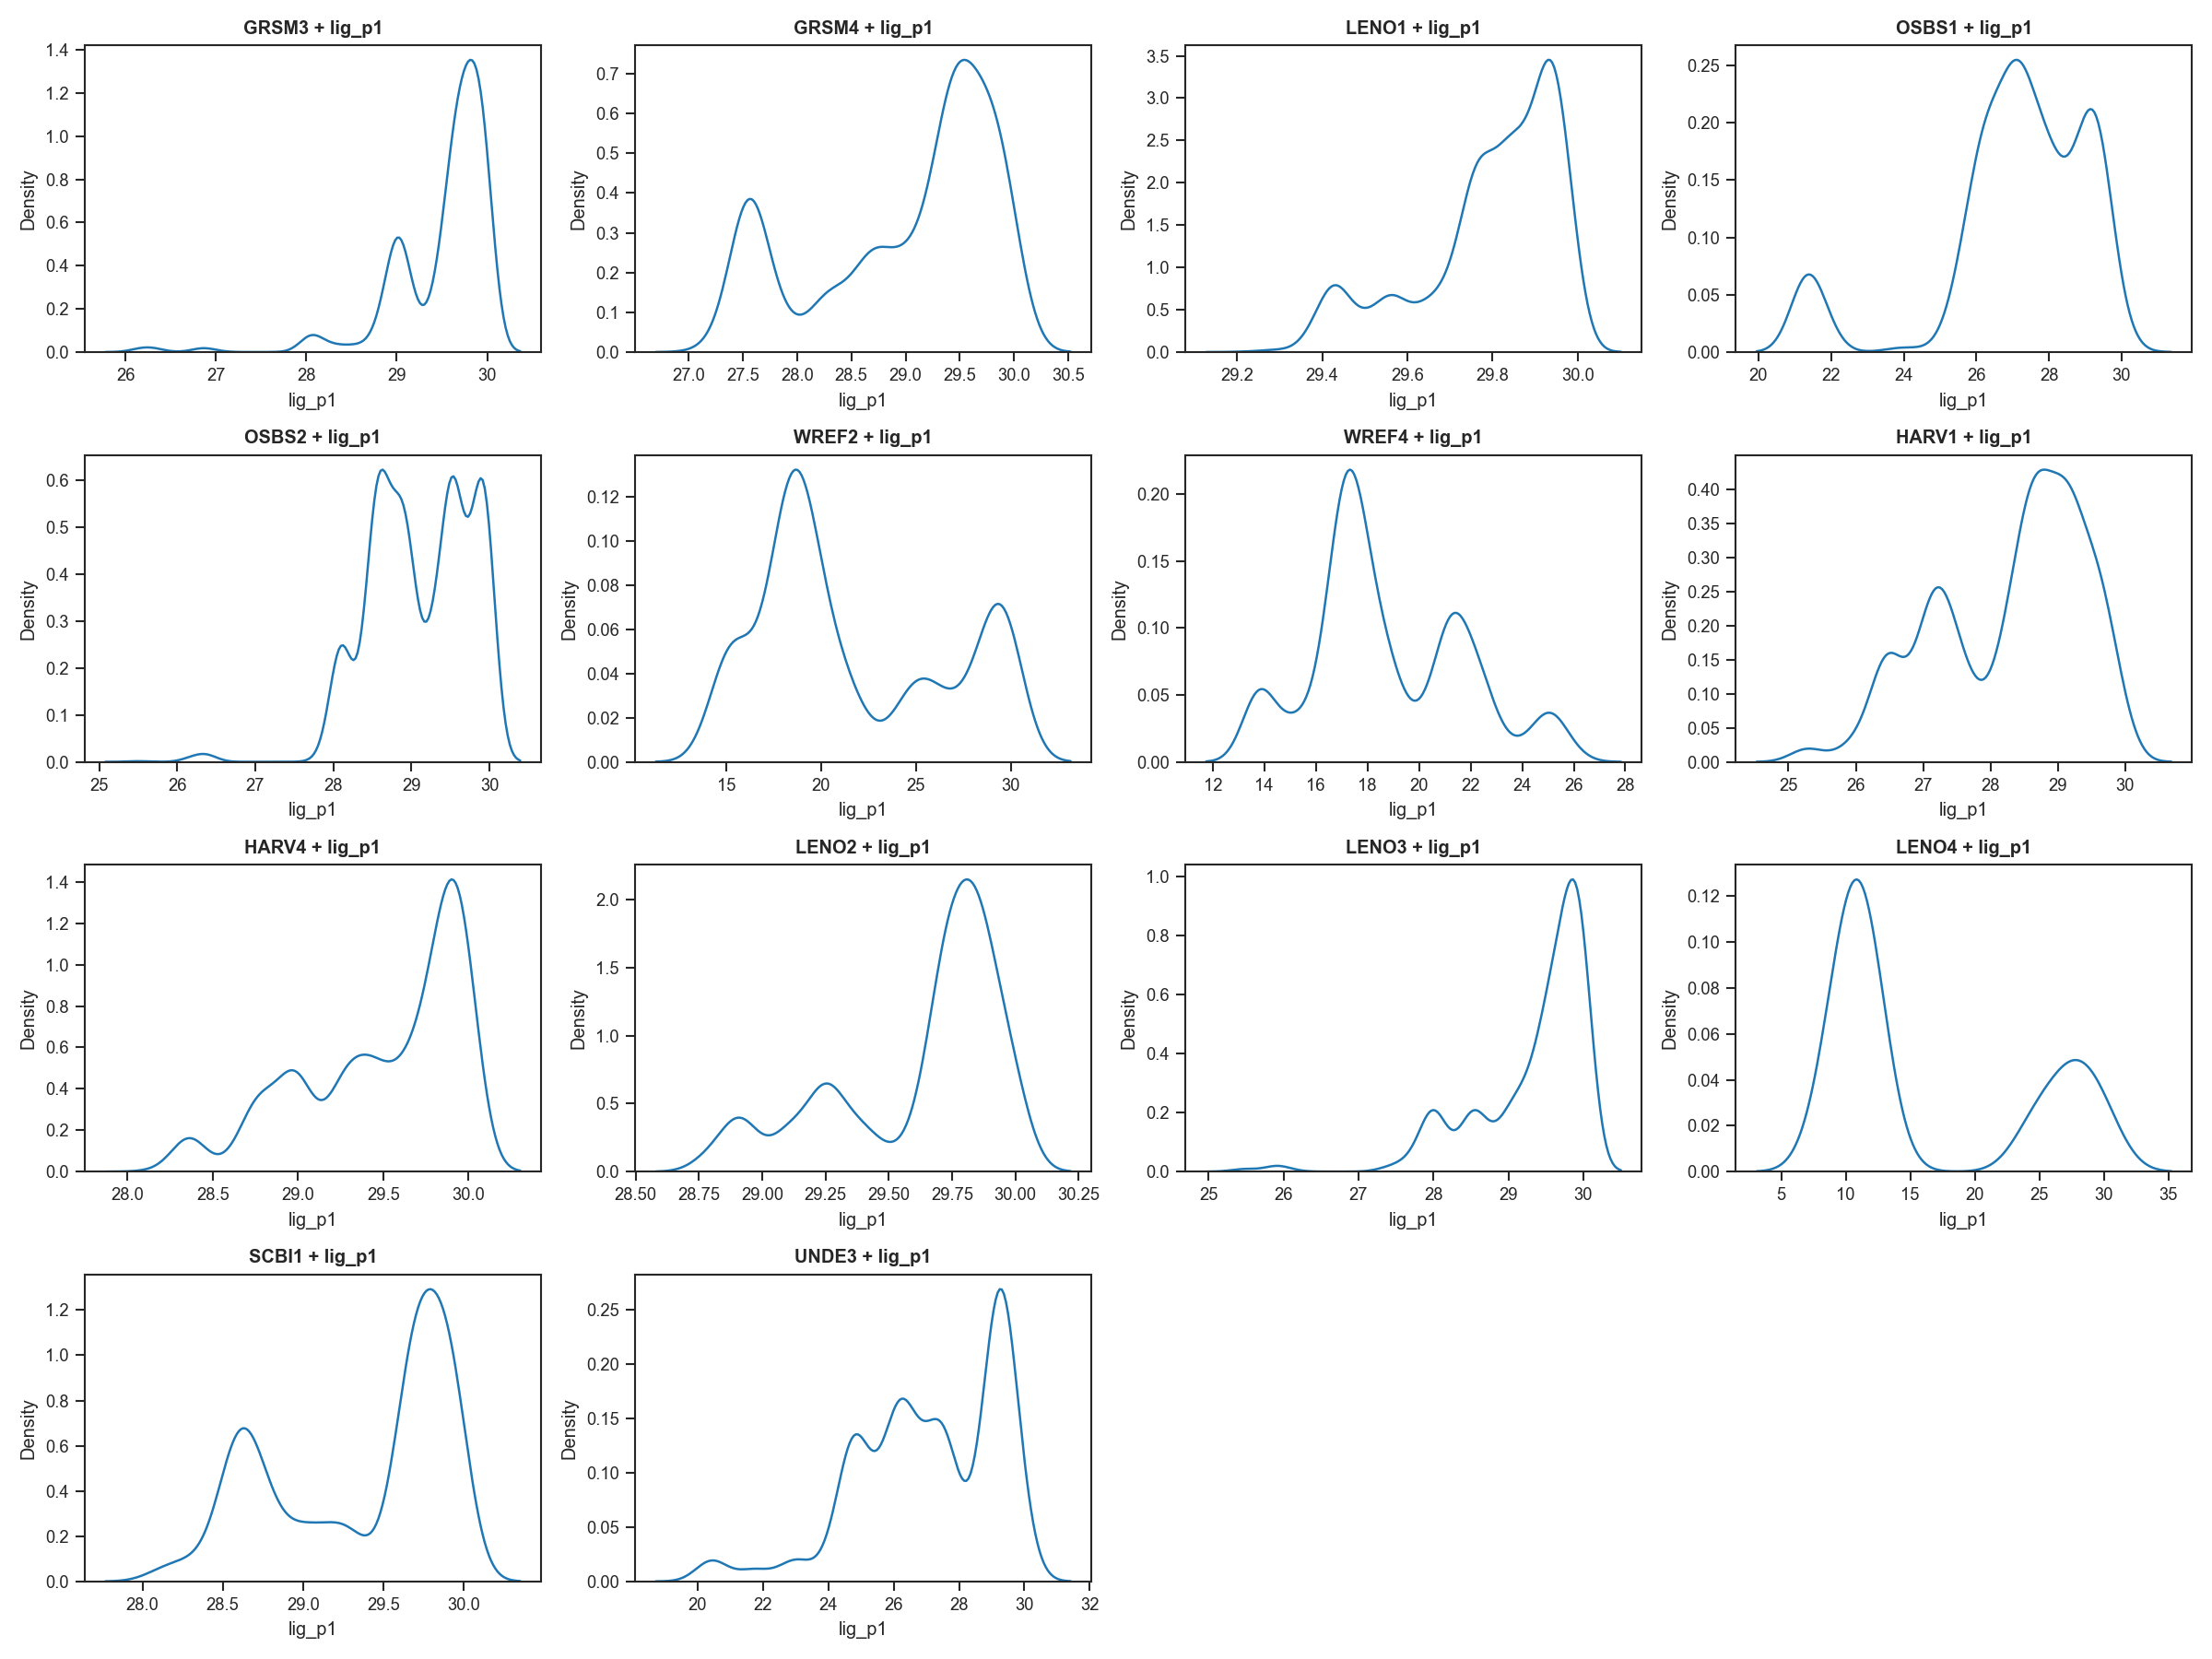 GRSM3 + lig_p1
1.4
1.2
1.0
0.8
0.6
0.4
0.2
0.0
Density
26 27 28 29 30
lig_p1
GRSM4 + lig_p1
0.7
0.6
0.5
0.4
0.3
0.2
0.1
0.0
Density
27.0 27.5 28.0 28.5 29.0 29.5 30.0 30.5
lig_p1
LENO1 + lig_p1
3.5
3.0
2.5
2.0
1.5
1.0
0.5
0.0
Density
29.2 29.4 29.6 29.8 30.0
lig_p1
OSBS1 + lig_p1
0.25
0.20
0.15
0.10
0.05
0.00
Density
20 22 24 26 28 30
lig_p1
OSBS2 + lig_p1
0.6
0.5
0.4
0.3
0.2
0.1
0.0
Density
25 26 27 28 29 30
lig_p1
WREF2 + lig_p1
0.12
0.10
0.08
0.06
0.04
0.02
0.00
Density
15 20 25 30
lig_p1
WREF4 + lig_p1
0.20
0.15
0.10
0.05
0.00
Density
12 14 16 18 20 22 24 26 28
lig_p1
HARV1 + lig_p1
0.40
0.35
0.30
0.25
0.20
0.15
0.10
0.05
0.00
Density
25 26 27 28 29 30
lig_p1
HARV4 + lig_p1
1.4
1.2
1.0
0.8
0.6
0.4
0.2
0.0
Density
28.0 28.5 29.0 29.5 30.0
lig_p1
LENO2 + lig_p1
2.0
1.5
1.0
0.5
0.0
Density
28.50 28.75 29.00 29.25 29.50 29.75 30.00 30.25
lig_p1
LENO3 + lig_p1
1.0
0.8
0.6
0.4
0.2
0.0
Density
25 26 27 28 29 30
lig_p1
LENO4 + lig_p1
0.12
0.10
0.08
0.06
0.04
0.02
0.00
Density
5 10 15 20 25 30 35
lig_p1
SCBI1 + lig_p1
1.2
1.0
0.8
0.6
0.4
0.2
0.0
Density
28.0 28.5 29.0 29.5 30.0
lig_p1
UNDE3 + lig_p1
0.25
0.20
0.15
0.10
0.05
0.00
Density
20 22 24 26 28 30 32
lig_p1